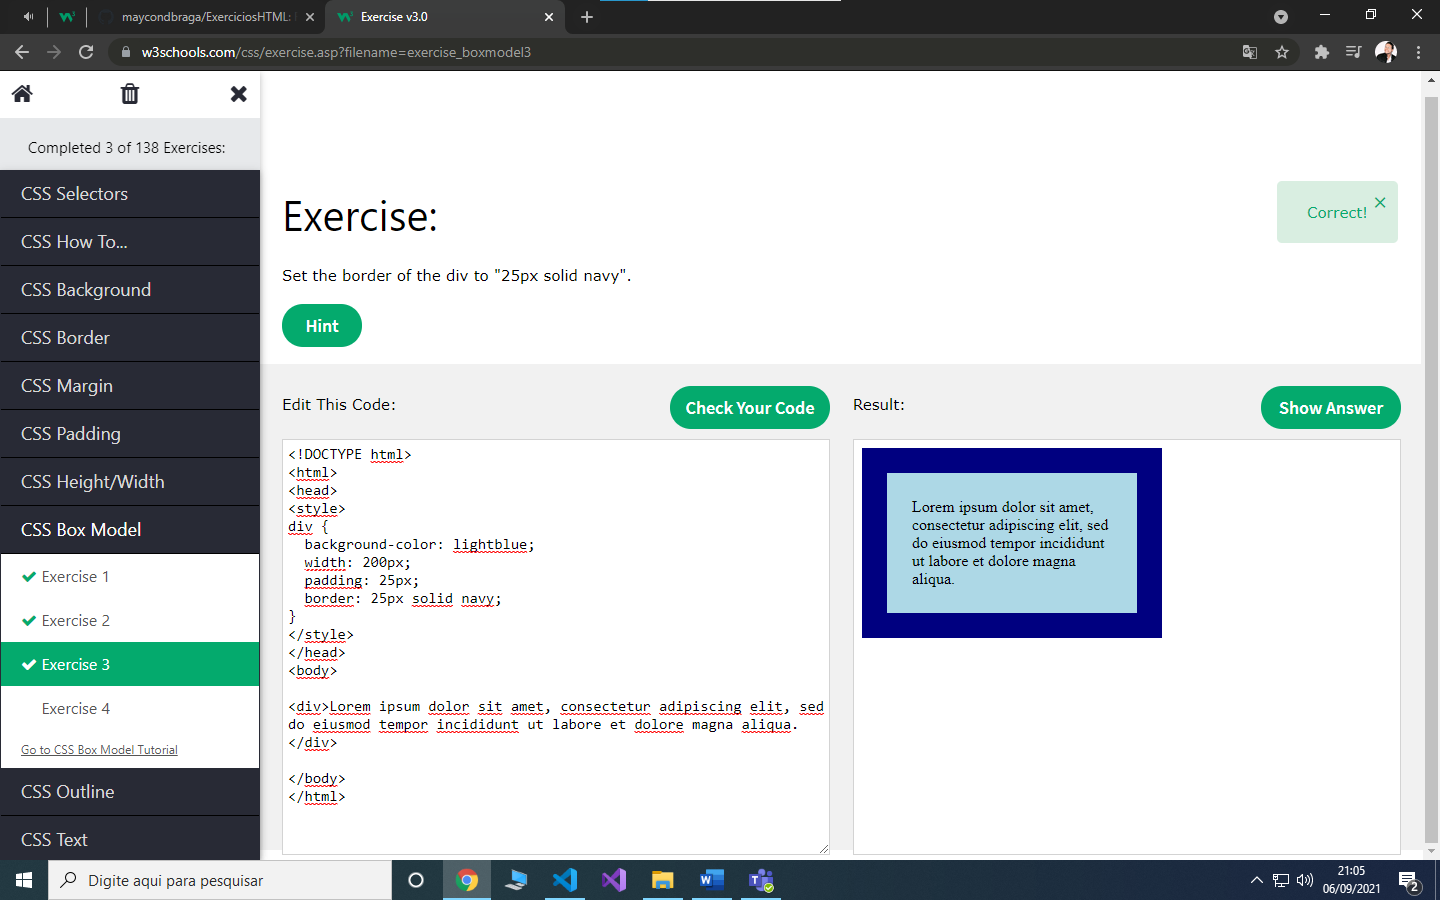 maycondbraga/ExerciciosHTML:
Exercise v3.0
w3schools.com/css/exercise.asp?filename=exercise_boxmodel3
Completed 3 of 138 Exercises:
CSS Selectors
CSS How To...
CSS Background
CSS Border
CSS Margin
CSS Padding
CSS Height/Width
CSS Box Model
Exercise 1
Exercise 2
Exercise 3
Exercise 4
Go to CSS Box Model Tutorial
CSS Outline
CSS Text
Exercise:
Correct!
Set the border of the div to "25px solid navy".
Hint
Edit This Code:
Check Your Code
Result:
Show Answer
<!DOCTYPE html>
<html>
<head>
<style>
div {
  background-color: lightblue;
  width: 200px;
  padding: 25px;
  border: 25px solid navy;
}
</style>
</head>
<body>
<div>Lorem ipsum dolor sit amet, consectetur adipiscing elit, sed
do eiusmod tempor incididunt ut labore et dolore magna aliqua.
</div>
</body>
</html>
Lorem ipsum dolor sit amet,
consectetur adipiscing elit, sed
do eiusmod tempor incididunt
ut labore et dolore magna
aliqua.
Digite aqui para pesquisar
21:05
06/09/2021
2